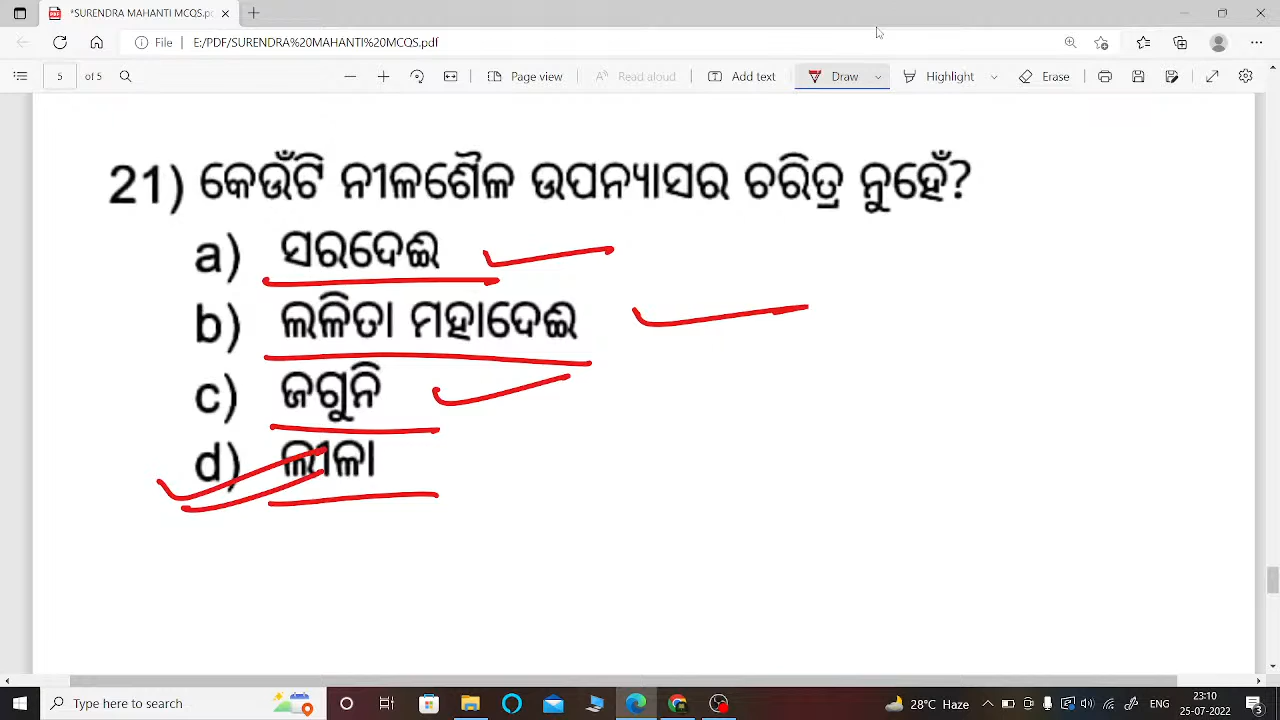 *SURENDRA MAHANTI MCQS.pd
File | E:/PDF/SURENDRA%20MAHANTI%20MCQS.pdf
5 of 5 Page view Read aloud Add text Draw Highlight Erase
21) କେଉଁଟି ନୀଳଶୈଳ ଉପନ୍ୟାସର ଚରିତ୍ର ନୁହେଁ?
a) ସରଦେଈ
b) ଲଳିତା ମହାଦେଈ
c) ଜଗୁନି
d) ଲୀଳା
Type here to search 28°C Haze ENG 23:10
25-07-2022